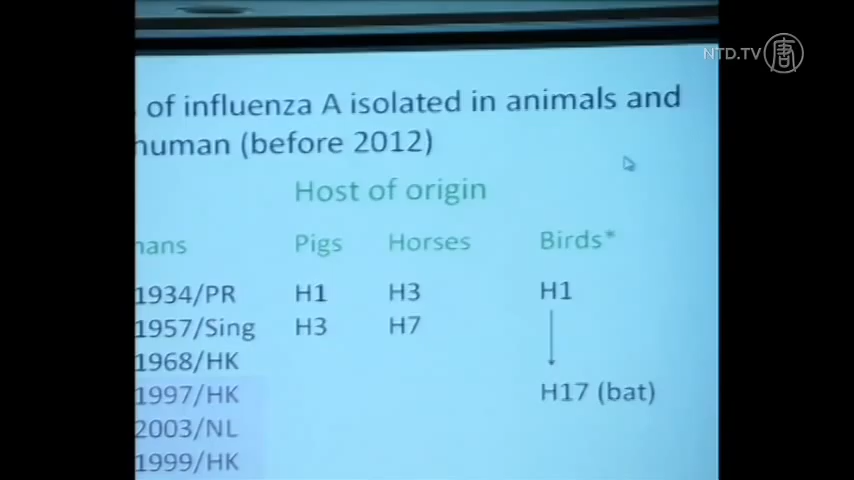 NTD.TV 唐
of influenza A isolated in animals and
human (before 2012)
Host of origin
Pigs Horses Birds*
1934/PR H1 H3 H1
1957/Sing H3 H7
1968/HK
1997/HK H17 (bat)
2003/NL
1999/HK